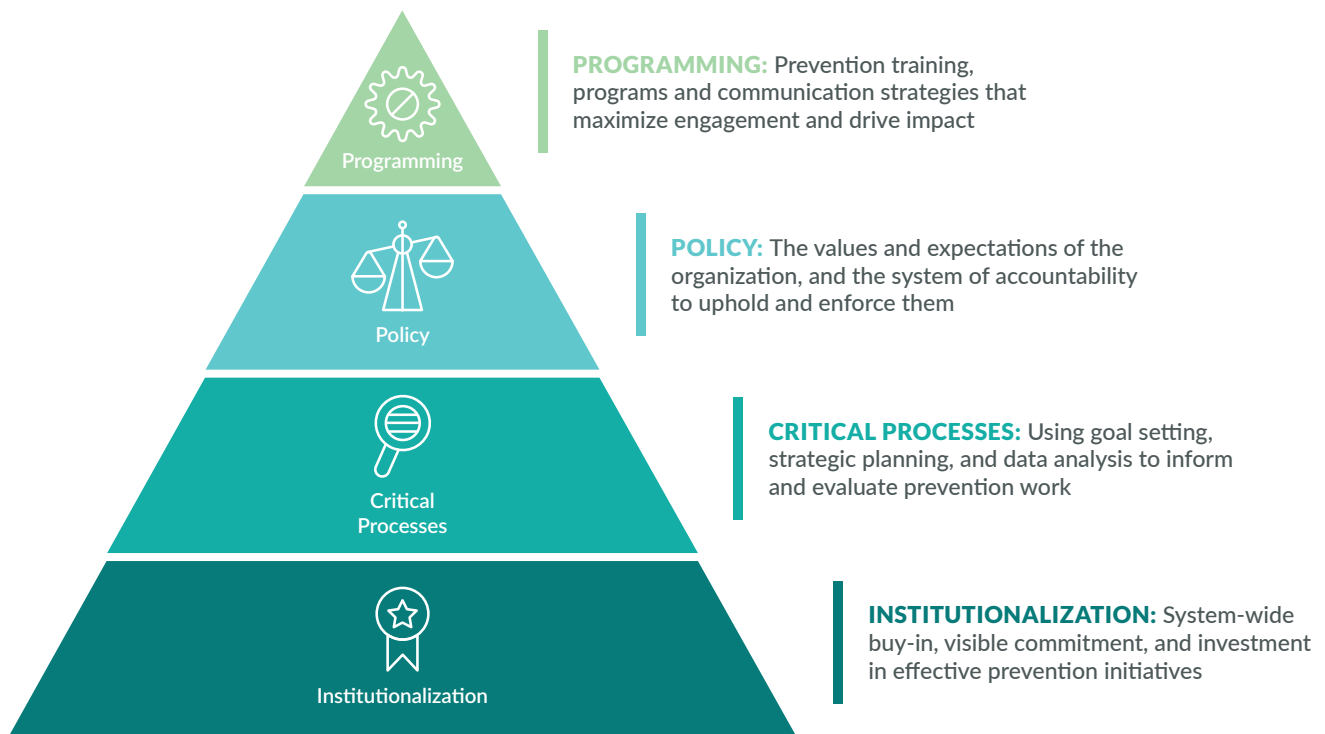 Programming
PROGRAMMING: Prevention training,
programs and communication strategies that
maximize engagement and drive impact
Policy
POLICY: The values and expectations of the
organization, and the system of accountability
to uphold and enforce them
Critical
Processes
CRITICAL PROCESSES: Using goal setting,
strategic planning, and data analysis to inform
and evaluate prevention work
Institutionalization
INSTITUTIONALIZATION: System-wide
buy-in, visible commitment, and investment
in effective prevention initiatives